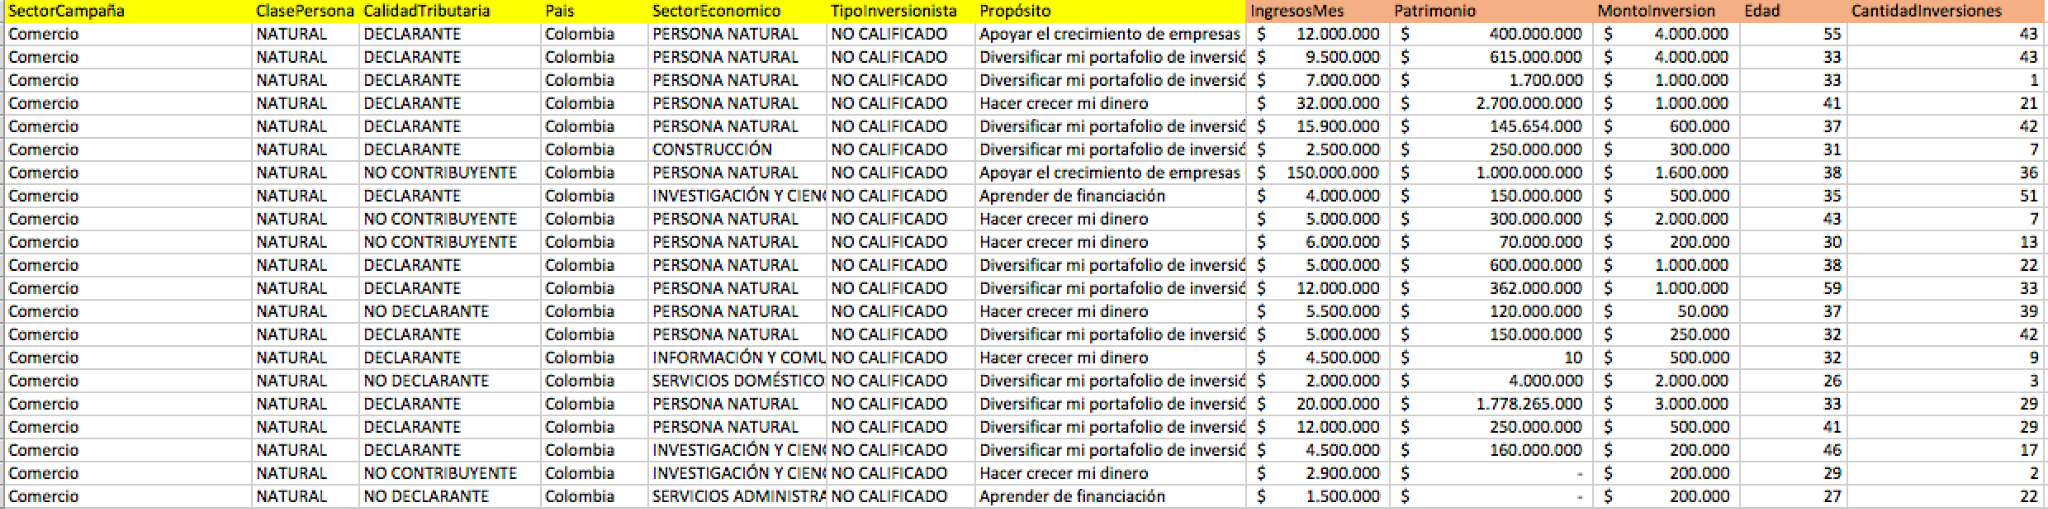 SectorCampaña ClasePersona CalidadTributaria Pais SectorEconomico TipoInversionista Propósito IngresosMes Patrimonio MontoInversion Edad CantidadInversiones
Comercio NATURAL DECLARANTE Colombia PERSONA NATURAL NO CALIFICADO Apoyar el crecimiento de empresas $ 12.000.000 $ 400.000.000 $ 4.000.000 55 43
Comercio NATURAL DECLARANTE Colombia PERSONA NATURAL NO CALIFICADO Diversificar mi portafolio de inversió $ 9.500.000 $ 615.000.000 $ 4.000.000 33 43
Comercio NATURAL DECLARANTE Colombia PERSONA NATURAL NO CALIFICADO Diversificar mi portafolio de inversió $ 7.000.000 $ 1.700.000 $ 1.000.000 33 1
Comercio NATURAL DECLARANTE Colombia PERSONA NATURAL NO CALIFICADO Hacer crecer mi dinero $ 32.000.000 $ 2.700.000.000 $ 1.000.000 41 21
Comercio NATURAL DECLARANTE Colombia PERSONA NATURAL NO CALIFICADO Diversificar mi portafolio de inversió $ 15.900.000 $ 145.654.000 $ 600.000 37 42
Comercio NATURAL DECLARANTE Colombia CONSTRUCCIÓN NO CALIFICADO Diversificar mi portafolio de inversió $ 2.500.000 $ 250.000.000 $ 300.000 31 7
Comercio NATURAL NO CONTRIBUYENTE Colombia PERSONA NATURAL NO CALIFICADO Apoyar el crecimiento de empresas $ 150.000.000 $ 1.000.000.000 $ 1.600.000 38 36
Comercio NATURAL DECLARANTE Colombia INVESTIGACIÓN Y CIEN NO CALIFICADO Aprender de financiación $ 4.000.000 $ 150.000.000 $ 500.000 35 51
Comercio NATURAL NO CONTRIBUYENTE Colombia PERSONA NATURAL NO CALIFICADO Hacer crecer mi dinero $ 5.000.000 $ 300.000.000 $ 2.000.000 43 7
Comercio NATURAL NO CONTRIBUYENTE Colombia PERSONA NATURAL NO CALIFICADO Hacer crecer mi dinero $ 6.000.000 $ 70.000.000 $ 200.000 30 13
Comercio NATURAL DECLARANTE Colombia PERSONA NATURAL NO CALIFICADO Diversificar mi portafolio de inversió $ 5.000.000 $ 600.000.000 $ 1.000.000 38 22
Comercio NATURAL DECLARANTE Colombia PERSONA NATURAL NO CALIFICADO Diversificar mi portafolio de inversió $ 12.000.000 $ 362.000.000 $ 1.000.000 59 33
Comercio NATURAL NO DECLARANTE Colombia PERSONA NATURAL NO CALIFICADO Hacer crecer mi dinero $ 5.500.000 $ 120.000.000 $ 50.000 37 39
Comercio NATURAL DECLARANTE Colombia PERSONA NATURAL NO CALIFICADO Diversificar mi portafolio de inversió $ 5.000.000 $ 150.000.000 $ 250.000 32 42
Comercio NATURAL DECLARANTE Colombia INFORMACIÓN Y COMU NO CALIFICADO Hacer crecer mi dinero $ 4.500.000 $ 10 $ 500.000 32 9
Comercio NATURAL NO DECLARANTE Colombia SERVICIOS DOMÉSTICO NO CALIFICADO Diversificar mi portafolio de inversió $ 2.000.000 $ 4.000.000 $ 2.000.000 26 3
Comercio NATURAL DECLARANTE Colombia PERSONA NATURAL NO CALIFICADO Diversificar mi portafolio de inversió $ 20.000.000 $ 1.778.265.000 $ 3.000.000 33 29
Comercio NATURAL DECLARANTE Colombia PERSONA NATURAL NO CALIFICADO Diversificar mi portafolio de inversió $ 12.000.000 $ 250.000.000 $ 500.000 41 29
Comercio NATURAL DECLARANTE Colombia INVESTIGACIÓN Y CIEN NO CALIFICADO Diversificar mi portafolio de inversió $ 4.500.000 $ 160.000.000 $ 200.000 46 17
Comercio NATURAL NO CONTRIBUYENTE Colombia INVESTIGACIÓN Y CIEN NO CALIFICADO Hacer crecer mi dinero $ 2.900.000 $ - $ 200.000 29 2
Comercio NATURAL NO DECLARANTE Colombia SERVICIOS ADMINISTRA NO CALIFICADO Aprender de financiación $ 1.500.000 $ - $ 200.000 27 22